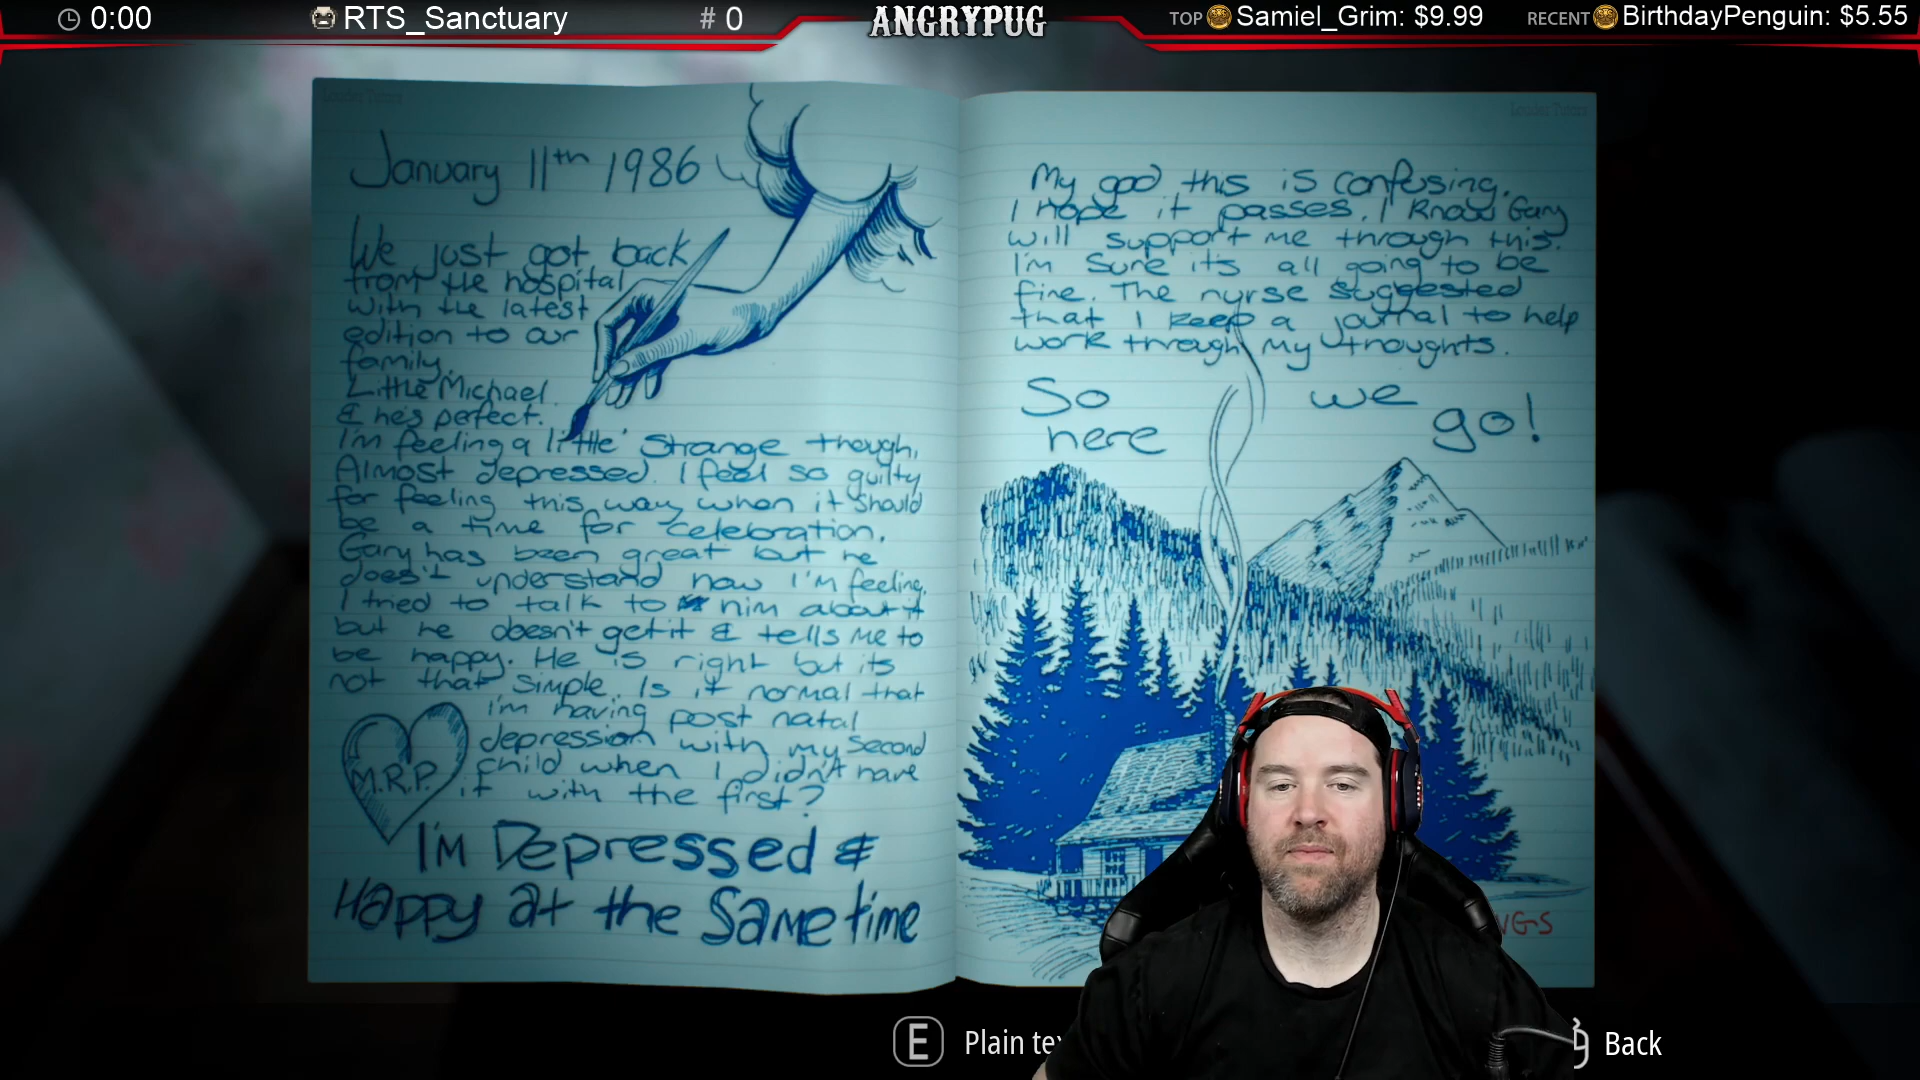 0:00
RTS_Sanctuary
# 0
ANGRYPUG
TOP Samiel_Grim: $9.99
RECENT BirthdayPenguin: $5.55
January 11th 1986
We just got back
from the hospital
with the latest
edition to our
family.
Little Michael
& he's perfect.
I'm feeling a little strange though,
Almost depressed. I feel so guilty
for feeling this way when it should
be a time for celebration.
Gary has been great but he
does't understand how I'm feeling.
I tried to talk to him about it
but he doesn't get it & tells me to
be happy. He is right but its
not that simple. Is it normal that
i'm having post natal
depression with my second
child when I didn't have
it with the first?
M.R.P.
I'm Depressed &
Happy at the Same time
My god this is confusing.
I hope it passes. I know Gary
will support me through this.
I'm sure it's all going to be
fine. The nurse suggested
that I keep a journal to help
work through my thoughts.
So we
here go!
NGS
E Plain te
Back